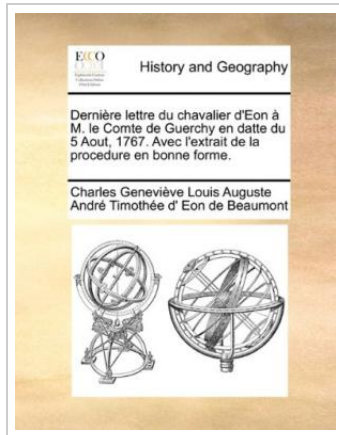 ECCO
History and Geography
Dernière lettre du chavalier d'Eon à
M. le Comte de Guerchy en datte du
5 Aout, 1767. Avec l'extrait de la
procedure en bonne forme.
Charles Geneviève Louis Auguste
André Timothée d' Eon de Beaumont